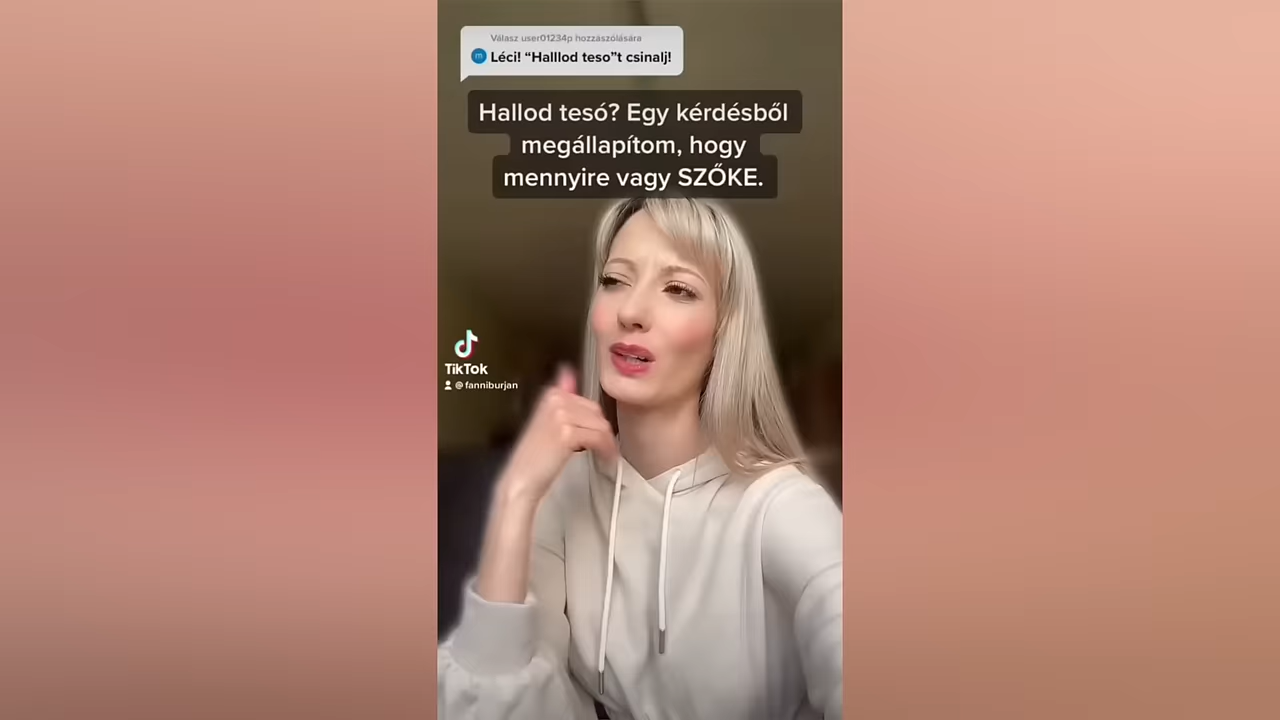 Válasz user01234p hozzászólására
m Léci! “Halllod teso”t csinalj!
Hallod tesó? Egy kérdésből
megállapítom, hogy
mennyire vagy SZŐKE.
TikTok
@fanniburjan